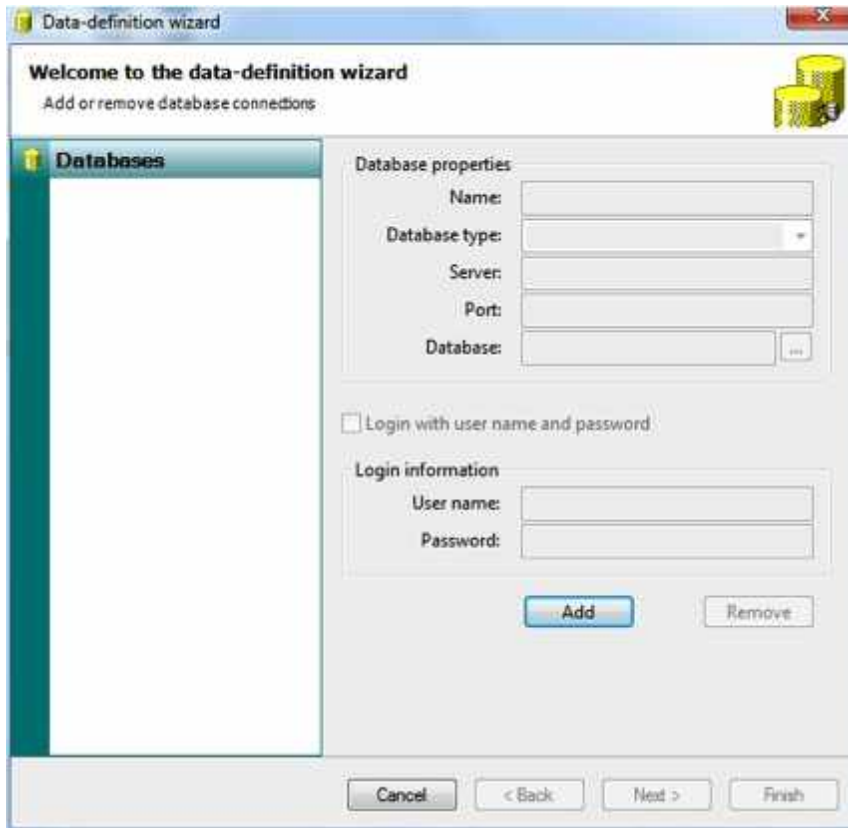 Data-definition wizard
Welcome to the data-definition wizard
Add or remove database connections
Databases
Database properties
Name:
Database type:
Server:
Port:
Database:
...
Login with user name and password
Login information
User name:
Password:
Add Remove
Cancel < Back Next > Finish